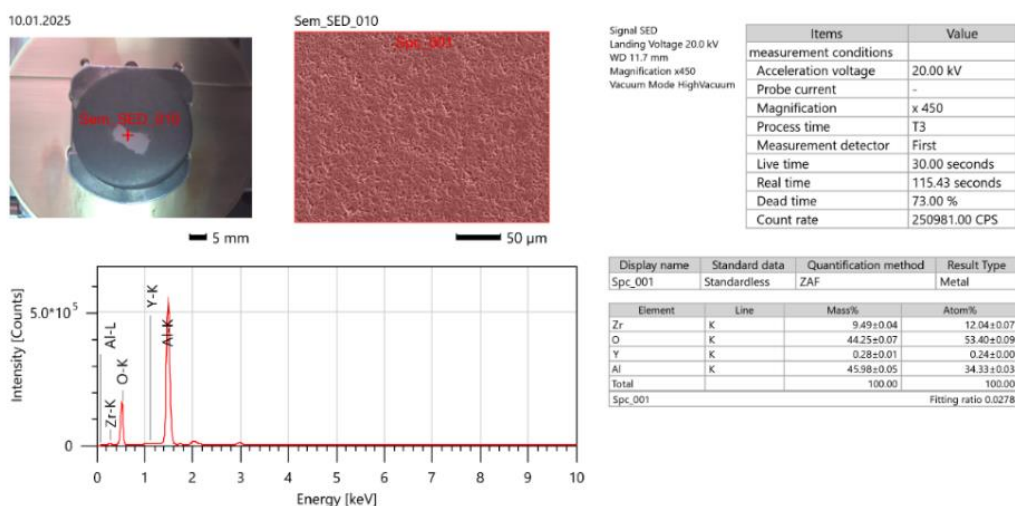 10.01.2025
Sem_SED_010
Sem_SED_010
Spc_001
5 mm
50 µm
Signal SED
Landing Voltage 20.0 kV
WD 11.7 mm
Magnification x450
Vacuum Mode HighVacuum
Items Value
measurement conditions
Acceleration voltage 20.00 kV
Probe current -
Magnification x 450
Process time T3
Measurement detector First
Live time 30.00 seconds
Real time 115.43 seconds
Dead time 73.00 %
Count rate 250981.00 CPS
Intensity [Counts]
5.0*10⁵
0
Al-L
Zr-K
O-K
Y-K
Al-K
0 1 2 3 4 5 6 7 8 9 10
Energy [keV]
Display name Standard data Quantification method Result Type
Spc_001 Standardless ZAF Metal
Element Line Mass% Atom%
Zr K 9.49±0.04 12.04±0.07
O K 44.25±0.07 53.40±0.09
Y K 0.28±0.01 0.24±0.00
Al K 45.98±0.05 34.33±0.03
Total 100.00 100.00
Spc_001 Fitting ratio 0.0278